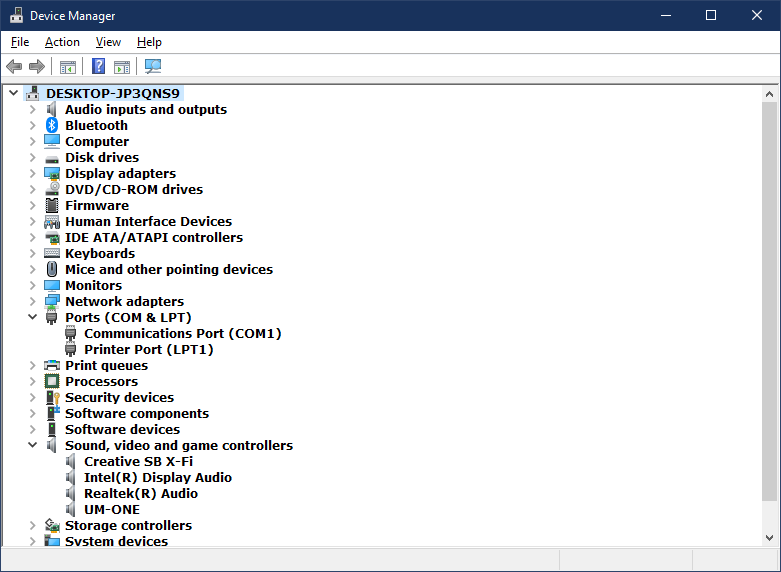 Device Manager
File Action View Help
DESKTOP-JP3QNS9
Audio inputs and outputs
Bluetooth
Computer
Disk drives
Display adapters
DVD/CD-ROM drives
Firmware
Human Interface Devices
IDE ATA/ATAPI controllers
Keyboards
Mice and other pointing devices
Monitors
Network adapters
Ports (COM & LPT)
Communications Port (COM1)
Printer Port (LPT1)
Print queues
Processors
Security devices
Software components
Software devices
Sound, video and game controllers
Creative SB X-Fi
Intel(R) Display Audio
Realtek(R) Audio
UM-ONE
Storage controllers
System devices